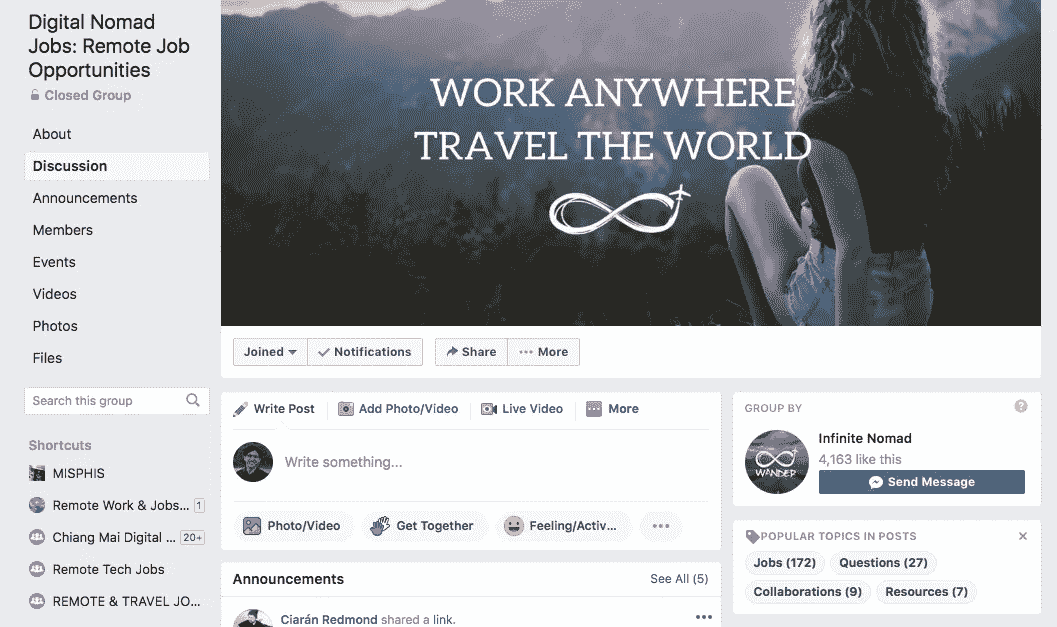 Digital Nomad
Jobs: Remote Job
Opportunities
Closed Group
About
Discussion
Announcements
Members
Events
Videos
Photos
Files
Search this group
Shortcuts
MISPHIS
Remote Work & Jobs... 1
Chiang Mai Digital ... 20+
Remote Tech Jobs
REMOTE & TRAVEL JO...
WORK ANYWHERE
TRAVEL THE WORLD
Joined Notifications Share ... More
Write Post Add Photo/Video Live Video More
Write something...
Photo/Video Get Together Feeling/Activ... ...
Announcements See All (5)
Ciarán Redmond shared a link. ...
GROUP BY ?
WANDER
Infinite Nomad
4,163 like this
Send Message
POPULAR TOPICS IN POSTS ×
Jobs (172) Questions (27)
Collaborations (9) Resources (7)